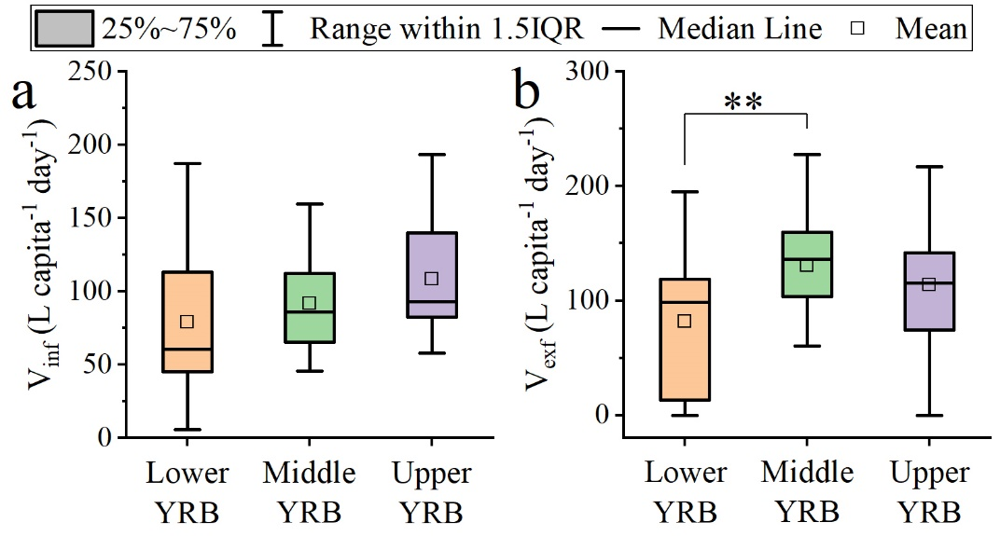 25%~75% Range within 1.5IQR Median Line Mean
a
V_inf (L capita⁻¹ day⁻¹)
250
200
150
100
50
0
Lower YRB
Middle YRB
Upper YRB
b
**
V_exf (L capita⁻¹ day⁻¹)
300
200
100
0
Lower YRB
Middle YRB
Upper YRB